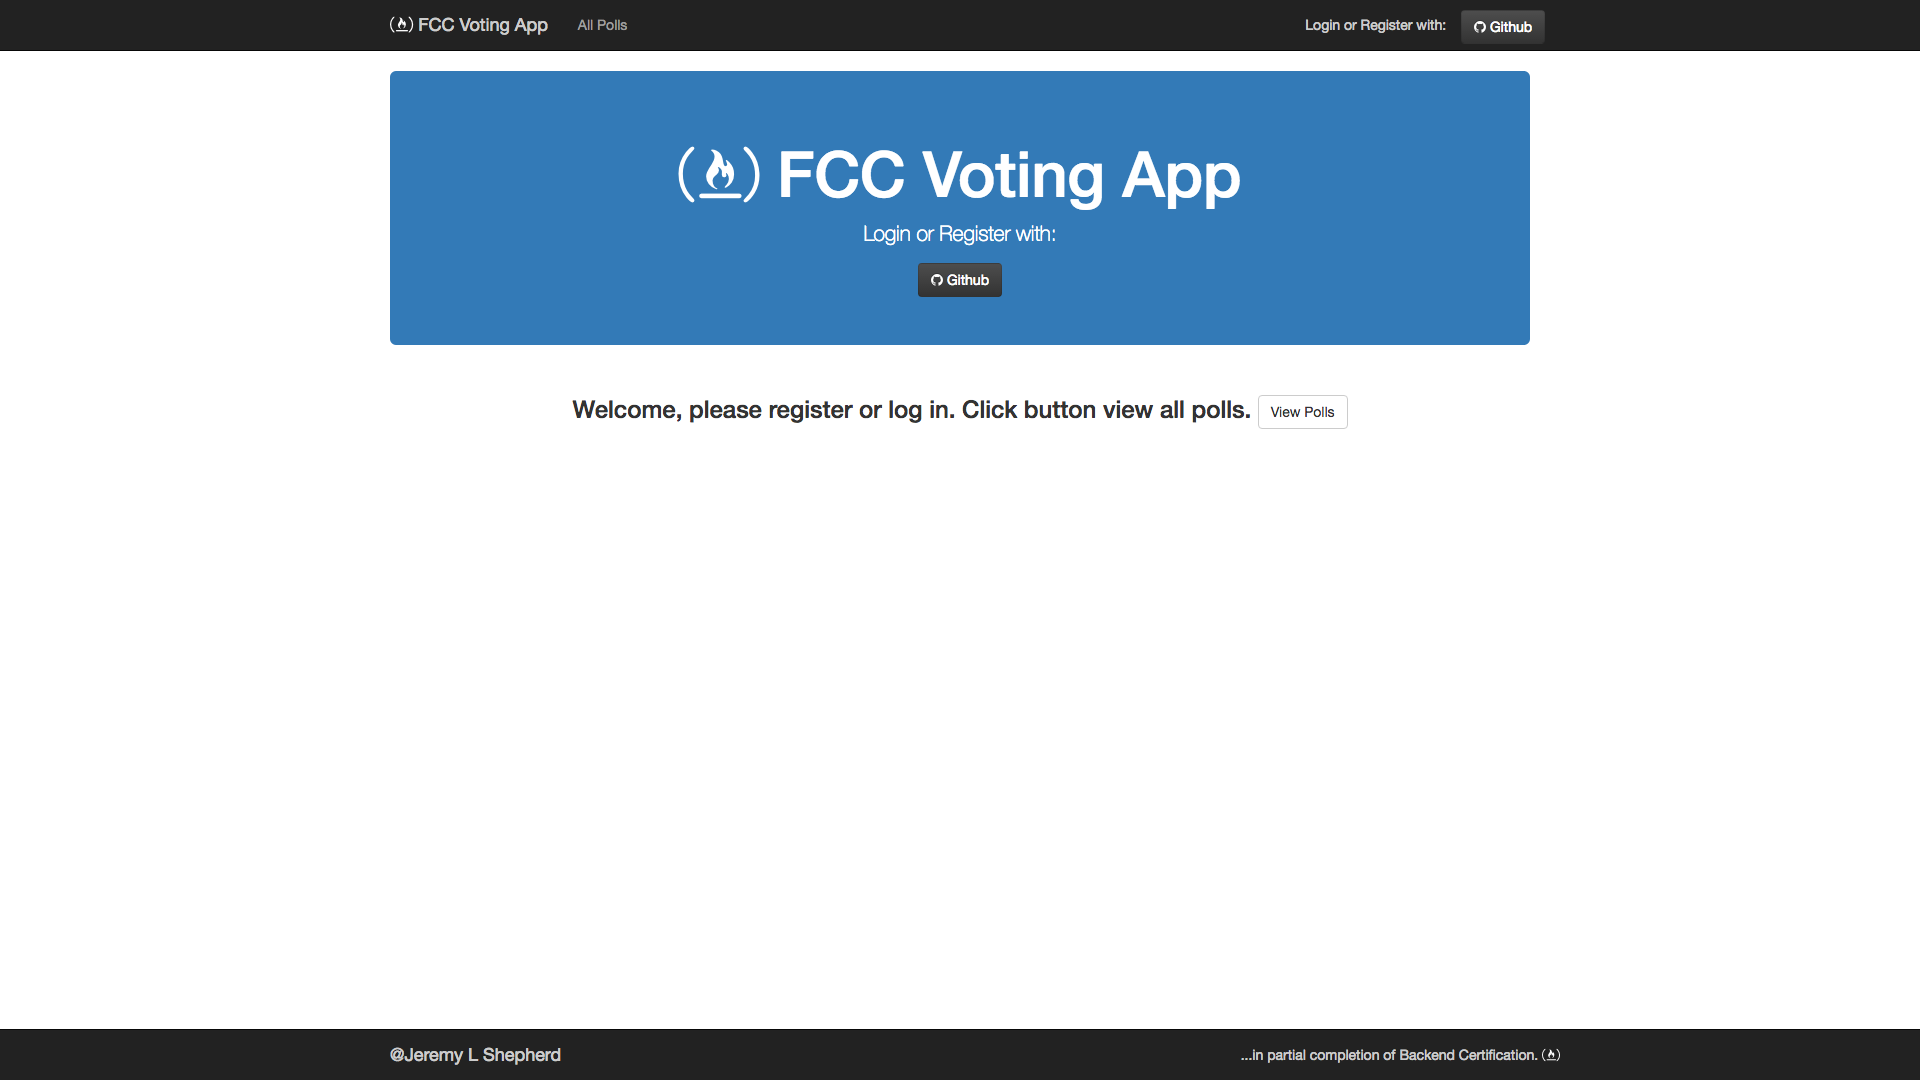 FCC Voting App All Polls Login or Register with: Github
FCC Voting App
Login or Register with:
Github
Welcome, please register or log in. Click button view all polls. View Polls
@Jeremy L Shepherd ...in partial completion of Backend Certification.